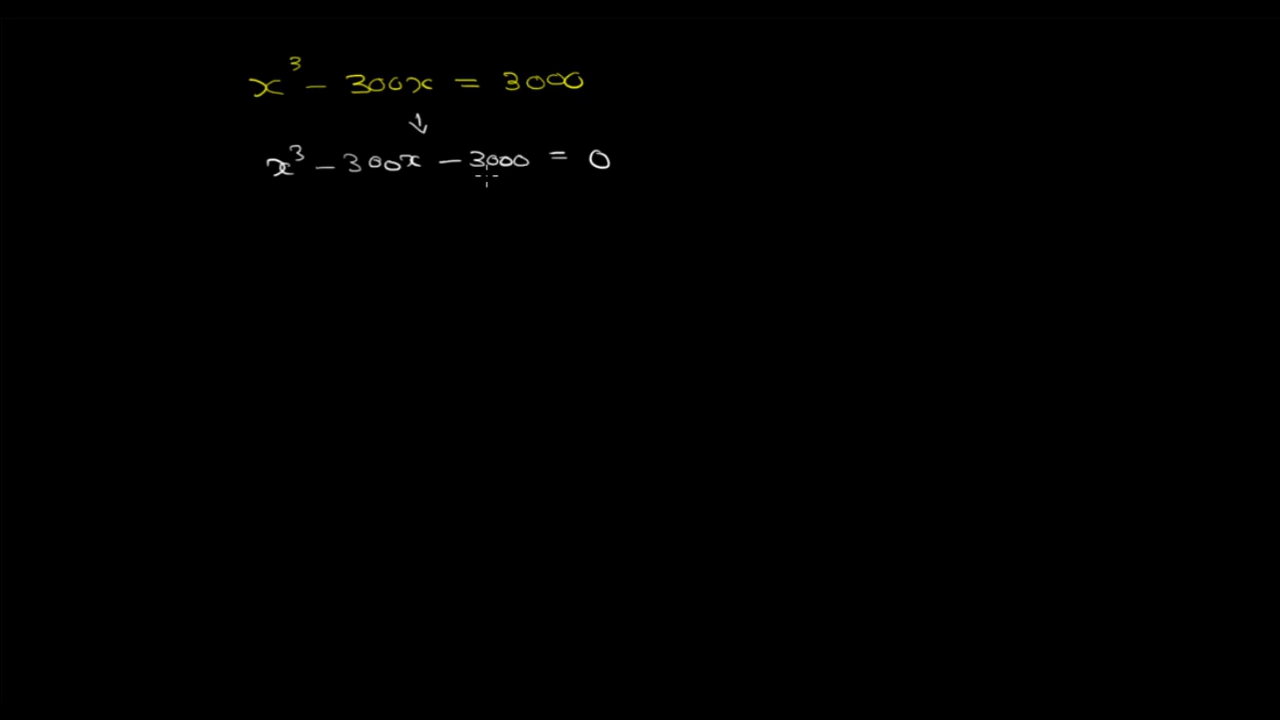 x³ - 300x = 3000
↓
x³ - 300x - 3000 = 0